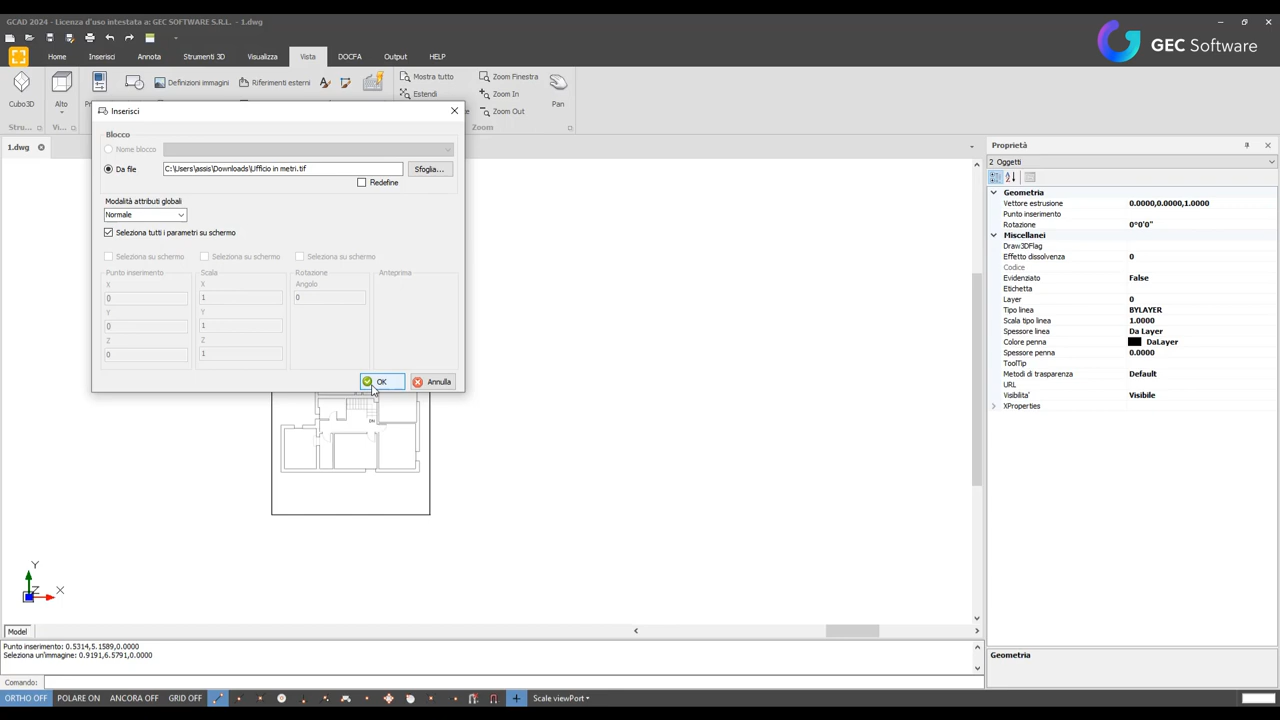 GCAD 2024 - Licenza d'uso intestata a: GEC SOFTWARE S.R.L. - 1.dwg
GEC Software
Home Inserisci Annota Strumenti 3D Visualizza Vista DOCFA Output HELP
Cubo3D
Alto
Definizioni immagini
Riferimenti esterni
Mostra tutto
Estendi
Zoom Finestra
Zoom In
Zoom Out
Pan
Stru...
Vi...
Zoom
1.dwg
Inserisci
Blocco
Nome blocco
Da file C:\Users\assis\Downloads\Ufficio in metri.tif Sfoglia...
Redefine
Modalità attributi globali
Normale
Seleziona tutti i parametri su schermo
Seleziona su schermo Seleziona su schermo Seleziona su schermo
Punto inserimento Scala Rotazione Anteprima
X X Angolo
0 1 0
Y Y
0 1
Z Z
0 1
OK Annulla
DN
Proprietà
2 Oggetti
Geometria
Vettore estrusione 0.0000,0.0000,1.0000
Punto inserimento
Rotazione 0°0'0"
Miscellanei
Draw3DFlag
Effetto dissolvenza 0
Codice
Evidenziato False
Etichetta
Layer 0
Tipo linea BYLAYER
Scala tipo linea 1.0000
Spessore linea Da Layer
Colore penna DaLayer
Spessore penna 0.0000
ToolTip
Metodi di trasparenza Default
URL
Visibilita' Visibile
XProperties
Geometria
Y
Z X
Model
Punto inserimento: 0.5314,5.1589,0.0000
Seleziona un'immagine: 0.9191,6.5791,0.0000
Comando:
ORTHO OFF POLARE ON ANCORA OFF GRID OFF Scale viewPort